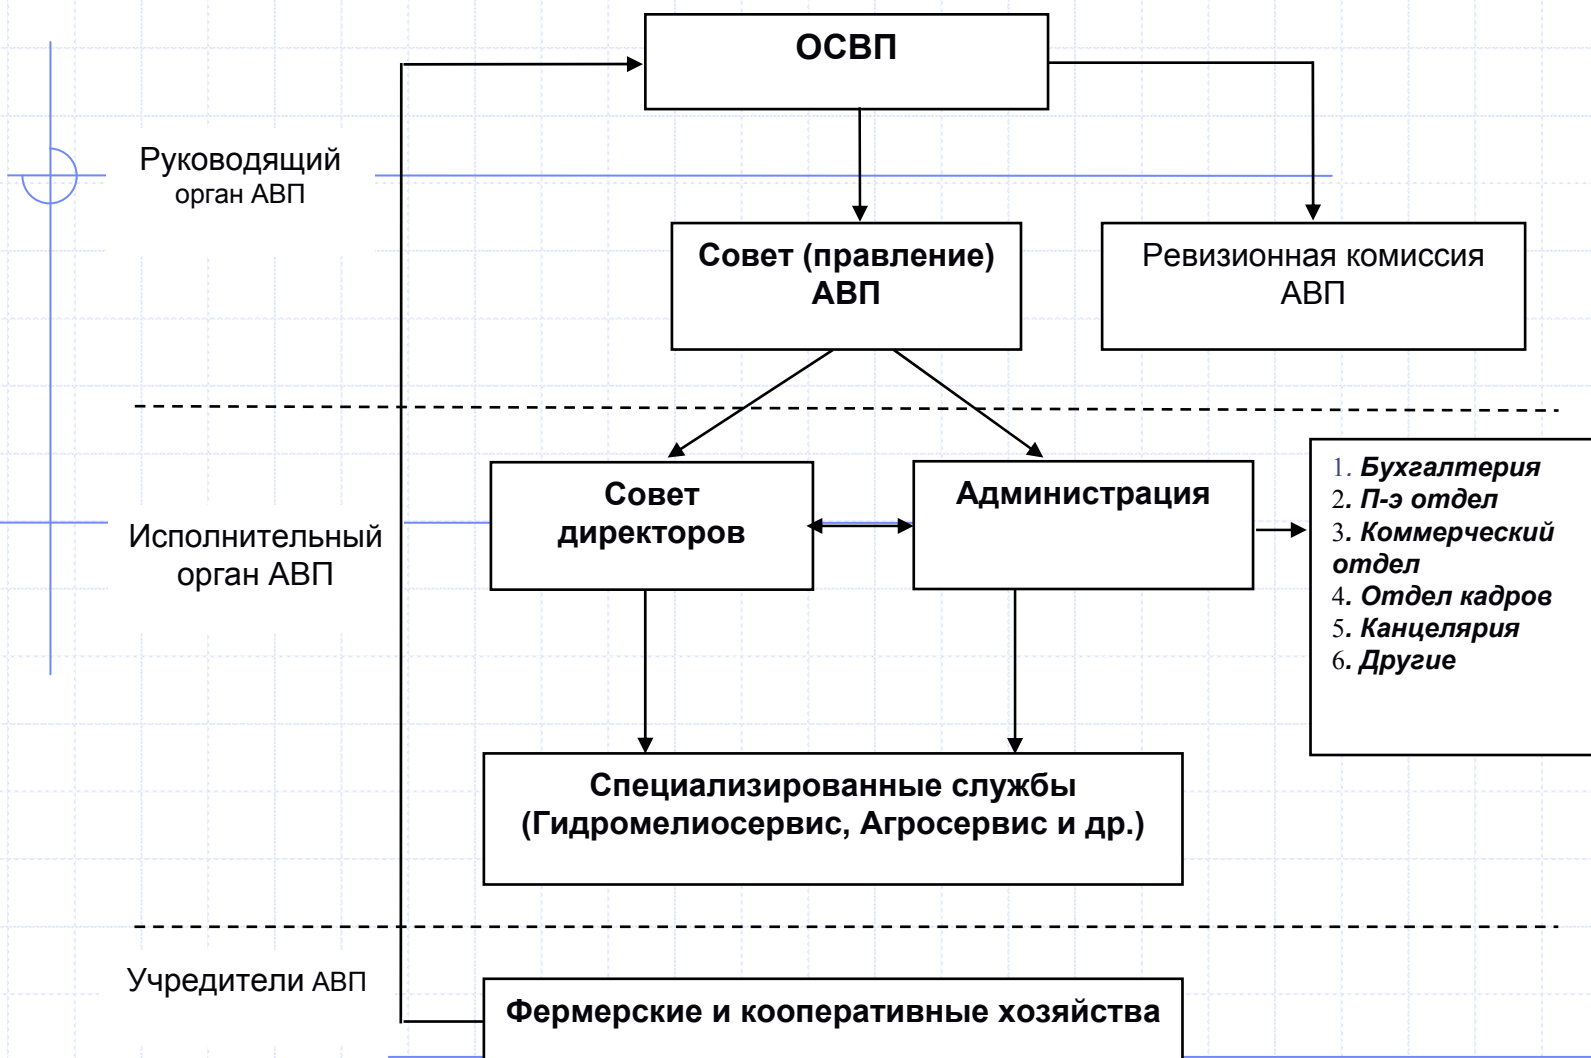 ОСВП
Руководящий
орган АВП
Совет (правление)
АВП
Ревизионная комиссия
АВП
Исполнительный
орган АВП
Совет
директоров
Администрация
1. Бухгалтерия
2. П-э отдел
3. Коммерческий
отдел
4. Отдел кадров
5. Канцелярия
6. Другие
Специализированные службы
(Гидромелиосервис, Агросервис и др.)
Учредители АВП
Фермерские и кооперативные хозяйства